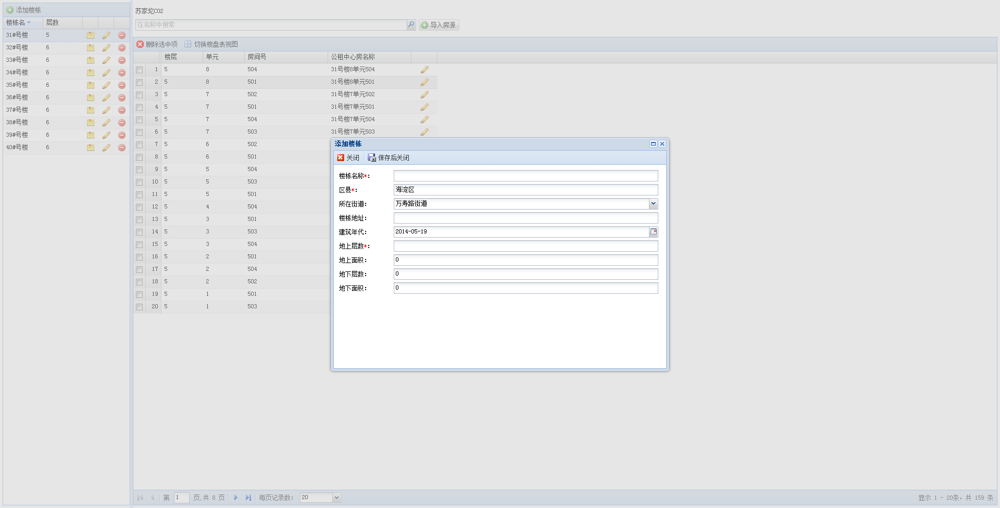 添加楼栋
楼栋名 层数
31#号楼 5
32#号楼 6
33#号楼 6
34#号楼 6
35#号楼 6
36#号楼 6
37#号楼 6
38#号楼 6
39#号楼 6
40#号楼 6
苏家坨C02
在名称中搜索 导入房源
删除选中项 切换楼盘表视图
楼层 单元 房间号 公租中心房名称
1 5 8 504 31号楼8单元504
2 5 8 501 31号楼8单元501
3 5 7 502 31号楼7单元502
4 5 7 501 31号楼7单元501
5 5 7 504 31号楼7单元504
6 5 7 503 31号楼7单元503
7 5 6 502
8 5 6 501
9 5 5 504
10 5 5 503
11 5 5 501
12 5 4 504
13 5 3 501
14 5 3 503
15 5 3 504
16 5 2 501
17 5 2 504
18 5 2 502
19 5 1 501
20 5 1 503
添加楼栋
关闭 保存后关闭
楼栋名称*:
区县*: 海淀区
所在街道: 万寿路街道
楼栋地址:
建筑年代: 2014-05-19
地上层数*:
地上面积: 0
地下层数: 0
地下面积: 0
第 1 页,共 8 页 每页记录数: 20 显示 1 - 20条，共 159 条